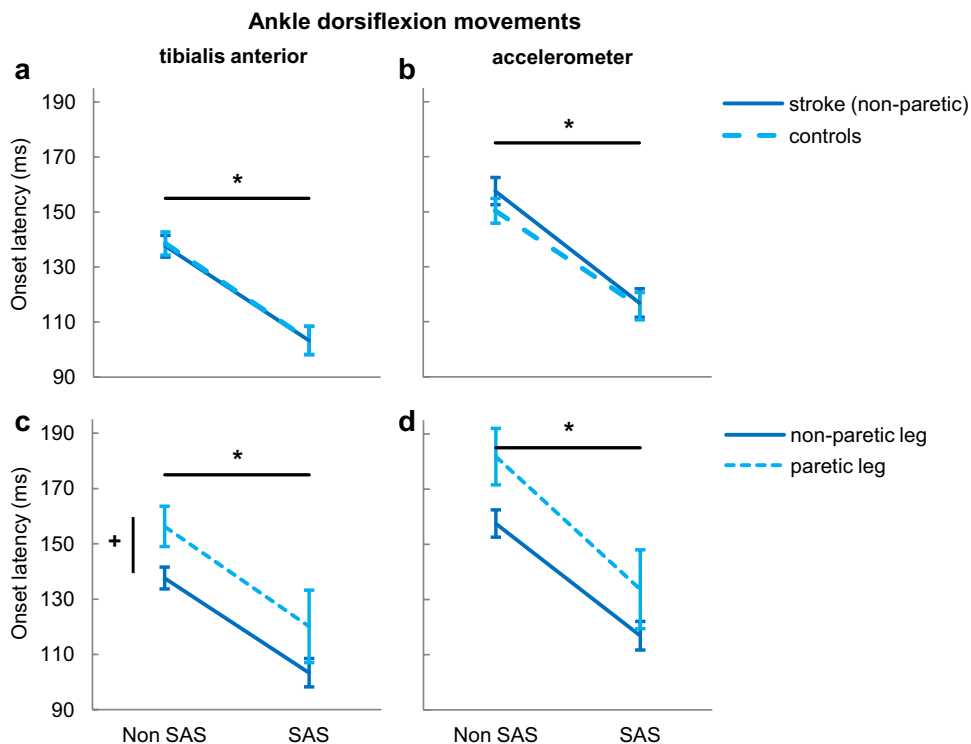 Ankle dorsiflexion movements
tibialis anterior
accelerometer
a
b
190
170
150
130
110
90
Onset latency (ms)
*
*
stroke (non-paretic)
controls
c
d
190
170
150
130
110
90
Onset latency (ms)
+
*
*
non-paretic leg
paretic leg
Non SAS
SAS
Non SAS
SAS